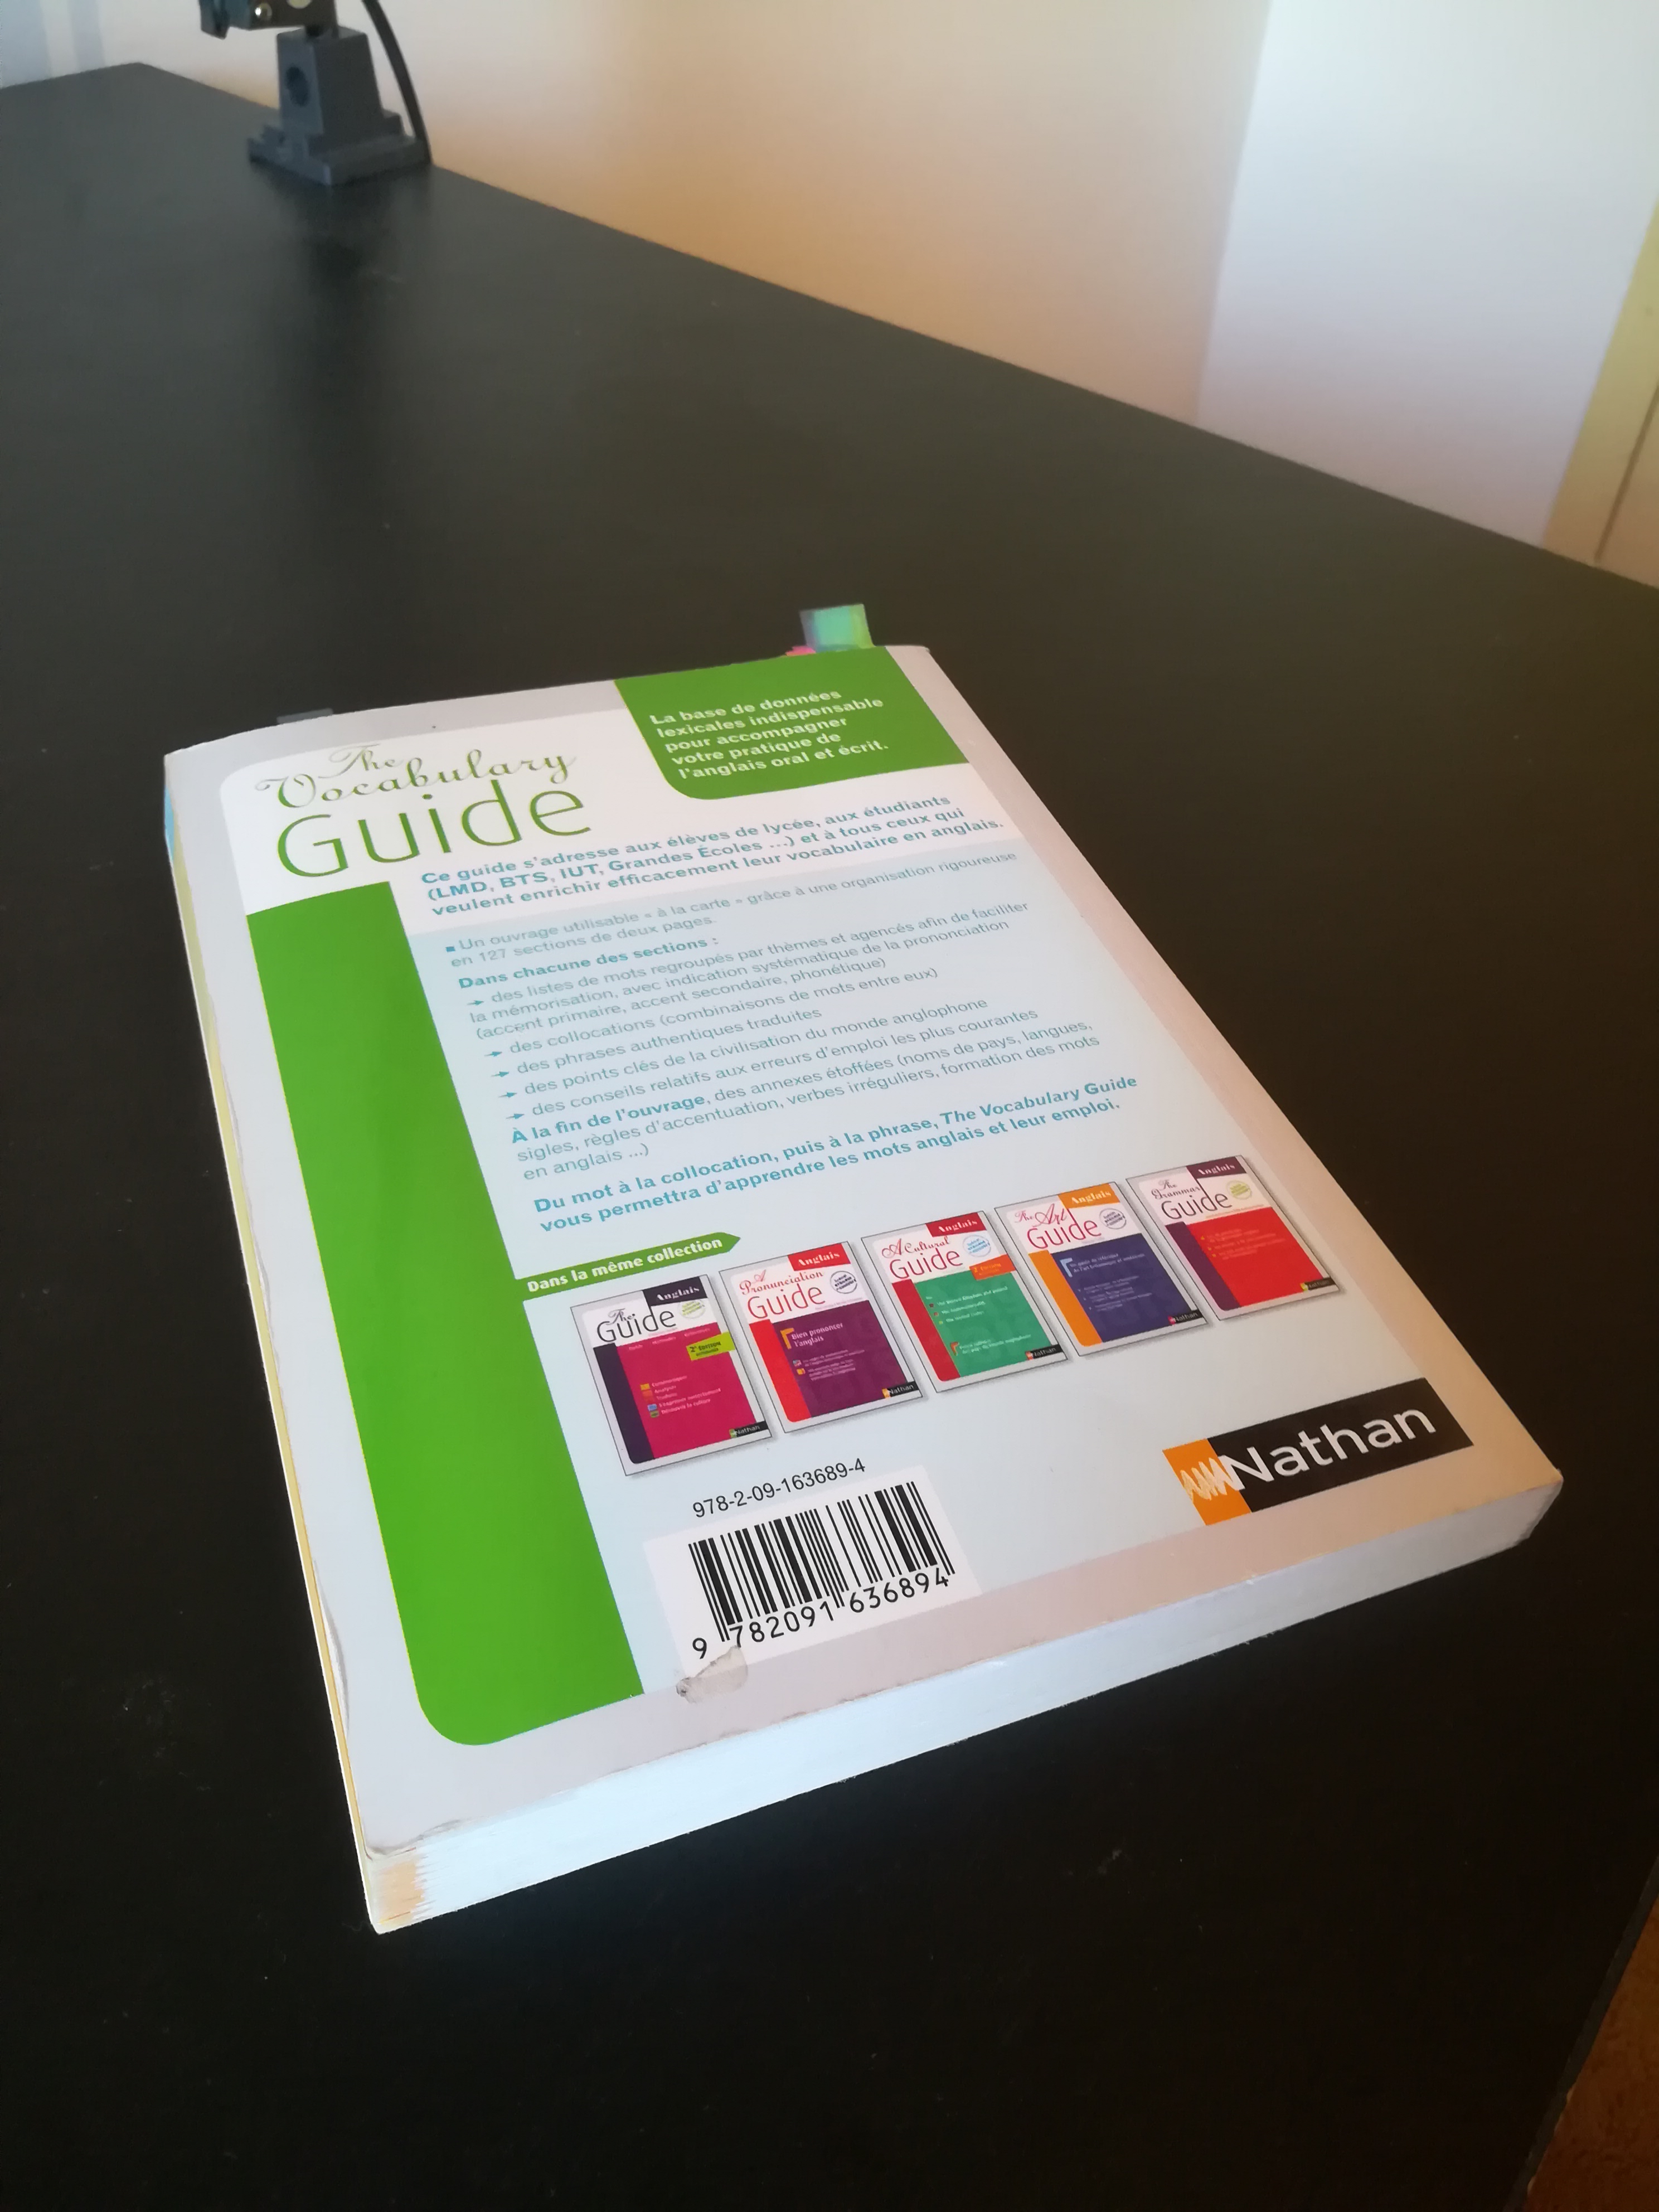 La base de données
lexicales indispensable
pour accompagner
votre pratique de
l'anglais oral et écrit.
The
Vocabulary
Guide
Ce guide s'adresse aux élèves de lycée, aux étudiants
(LMD, BTS, IUT, Grandes Écoles ...) et à tous ceux qui
veulent enrichir efficacement leur vocabulaire en anglais.
▪ Un ouvrage utilisable « à la carte » grâce à une organisation rigoureuse
en 127 sections de deux pages.
Dans chacune des sections :
→ des listes de mots regroupés par thèmes et agencés afin de faciliter
la mémorisation, avec indication systématique de la prononciation
(accent primaire, accent secondaire, phonétique)
→ des collocations (combinaisons de mots entre eux)
→ des phrases authentiques traduites
→ des points clés de la civilisation du monde anglophone
→ des conseils relatifs aux erreurs d'emploi les plus courantes
À la fin de l'ouvrage, des annexes étoffées (noms de pays, langues,
sigles, règles d'accentuation, verbes irréguliers, formation des mots
en anglais ...)
Du mot à la collocation, puis à la phrase, The Vocabulary Guide
vous permettra d'apprendre les mots anglais et leur emploi.
Dans la même collection
Anglais
The
Guide
Nathan
Anglais
A
Pronunciation
Guide
Bien prononcer
l'anglais
Nathan
Anglais
A Cultural
Guide
Nathan
Anglais
The Art
Guide
Nathan
Anglais
The
Grammar
Guide
Nathan
Nathan
978-2-09-163689-4
9 782091 636894